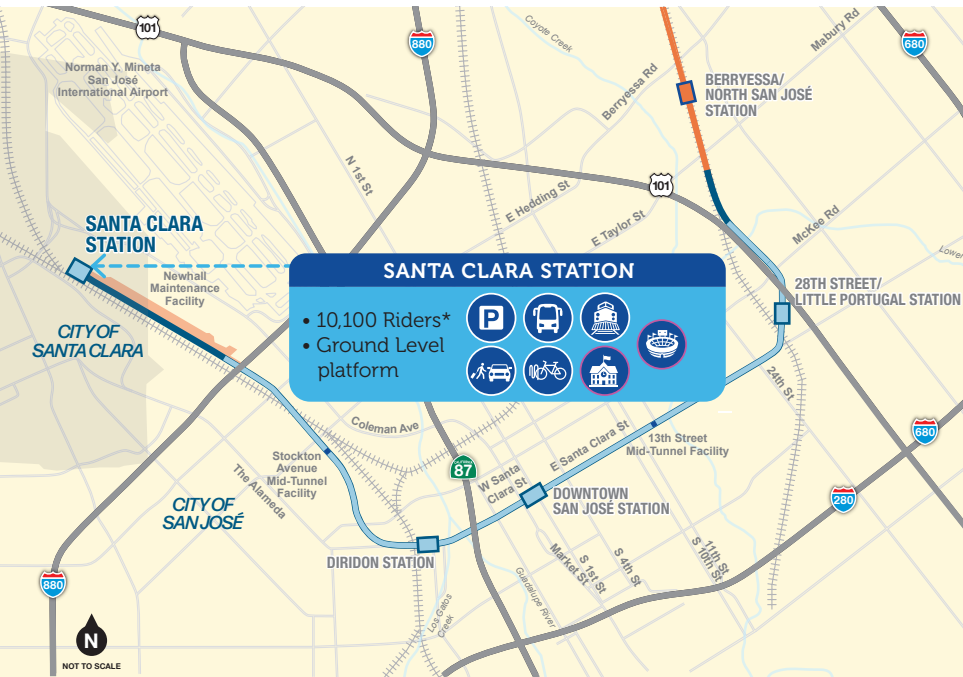 101
880
Coyote Creek
Mabury Rd
680
Norman Y. Mineta
San José
International Airport
Berryessa Rd
BERRYESSA/
NORTH SAN JOSÉ
STATION
N 1st St
101
E Hedding St
E Taylor St
McKee Rd
Lower
SANTA CLARA
STATION
Newhall
Maintenance
Facility
CITY OF
SANTA CLARA
SANTA CLARA STATION
• 10,100 Riders*
• Ground Level
platform
P
28TH STREET/
LITTLE PORTUGAL STATION
24th St
Coleman Ave
Stockton
Avenue
Mid-Tunnel
Facility
The Alameda
CITY OF
SAN JOSÉ
CALIFORNIA
87
W Santa
Clara St
E Santa Clara St
13th Street
Mid-Tunnel Facility
680
280
DOWNTOWN
SAN JOSÉ STATION
DIRIDON STATION
Market St
S 1st St
S 4th St
11th St
S 10th St
Guadalupe River
Los Gatos
Creek
880
N
NOT TO SCALE